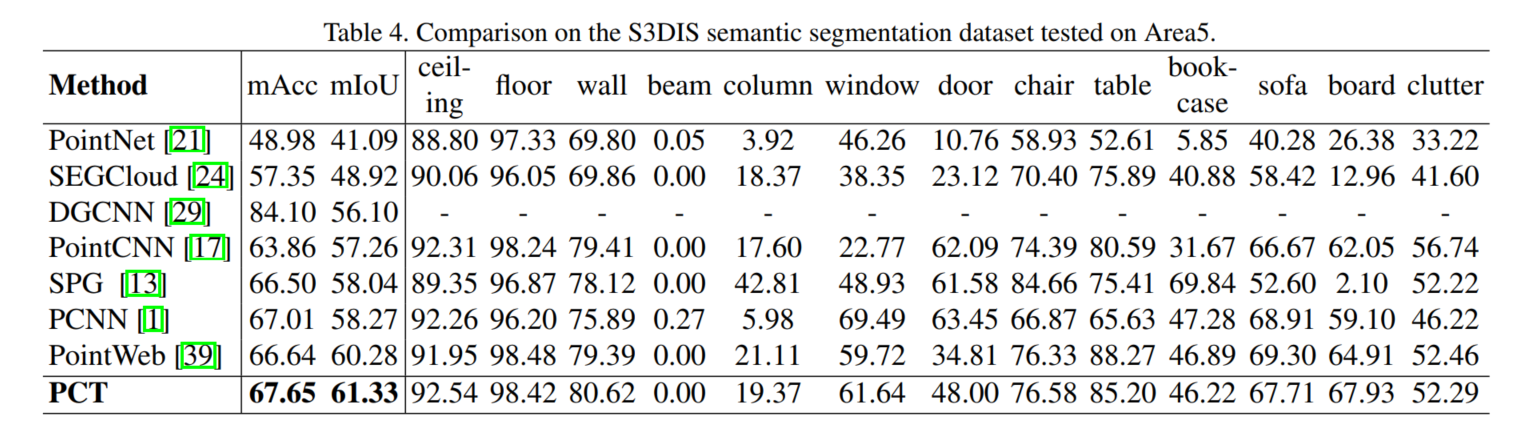 Table 4. Comparison on the S3DIS semantic segmentation dataset tested on Area5.
Method mAcc mIoU ceil-ing floor wall beam column window door chair table book-case sofa board clutter
PointNet [21] 48.98 41.09 88.80 97.33 69.80 0.05 3.92 46.26 10.76 58.93 52.61 5.85 40.28 26.38 33.22
SEGCloud [24] 57.35 48.92 90.06 96.05 69.86 0.00 18.37 38.35 23.12 70.40 75.89 40.88 58.42 12.96 41.60
DGCNN [29] 84.10 56.10 - - - - - - - - - - - - -
PointCNN [17] 63.86 57.26 92.31 98.24 79.41 0.00 17.60 22.77 62.09 74.39 80.59 31.67 66.67 62.05 56.74
SPG [13] 66.50 58.04 89.35 96.87 78.12 0.00 42.81 48.93 61.58 84.66 75.41 69.84 52.60 2.10 52.22
PCNN [1] 67.01 58.27 92.26 96.20 75.89 0.27 5.98 69.49 63.45 66.87 65.63 47.28 68.91 59.10 46.22
PointWeb [39] 66.64 60.28 91.95 98.48 79.39 0.00 21.11 59.72 34.81 76.33 88.27 46.89 69.30 64.91 52.46
PCT 67.65 61.33 92.54 98.42 80.62 0.00 19.37 61.64 48.00 76.58 85.20 46.22 67.71 67.93 52.29